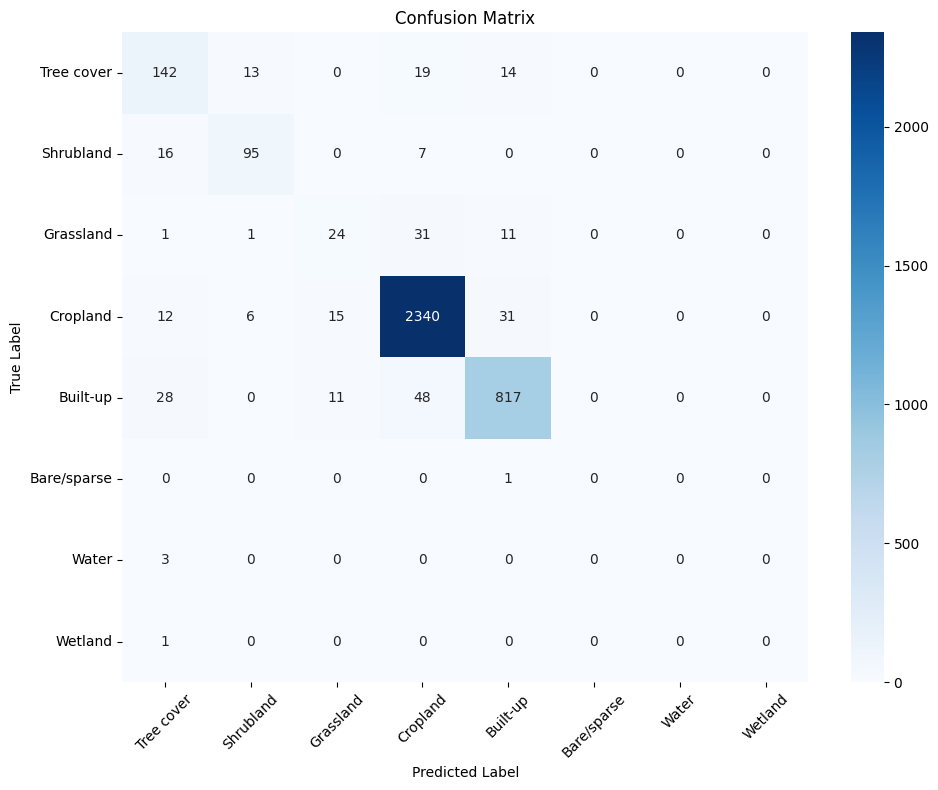 Confusion Matrix
Tree cover 142 13 0 19 14 0 0 0
Shrubland 16 95 0 7 0 0 0 0
Grassland 1 1 24 31 11 0 0 0
Cropland 12 6 15 2340 31 0 0 0
Built-up 28 0 11 48 817 0 0 0
Bare/sparse 0 0 0 0 1 0 0 0
Water 3 0 0 0 0 0 0 0
Wetland 1 0 0 0 0 0 0 0
True Label
Tree cover Shrubland Grassland Cropland Built-up Bare/sparse Water Wetland
Predicted Label
2000
1500
1000
500
0